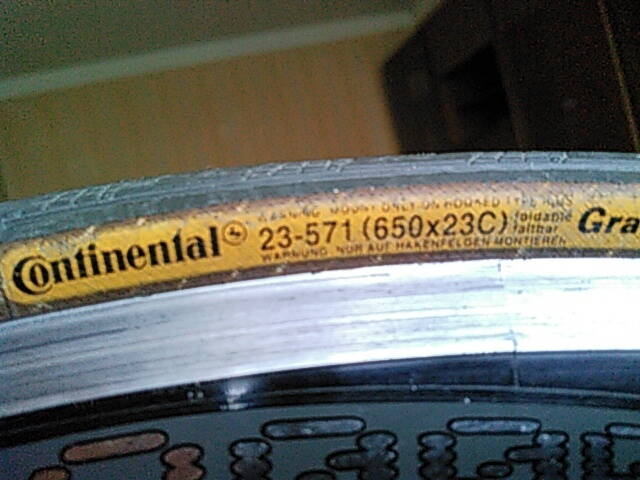 WARNING MOUNT ONLY ON HOOKED TYPE RIMS
Continental 23-571 (650x23C) foldable faltbar Gra
WARNUNG NUR AUF HAKENFELGEN MONTIEREN